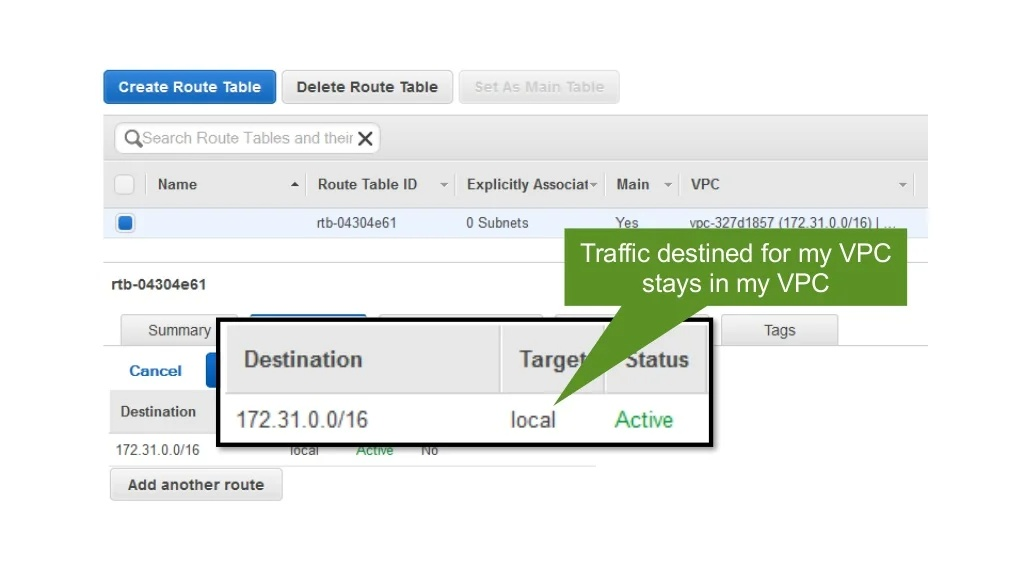 Create Route Table Delete Route Table Set As Main Table
Search Route Tables and their
Name Route Table ID Explicitly Associat Main VPC
rtb-04304e61 0 Subnets Yes vpc-327d1857 (172.31.0.0/16) | ...
Traffic destined for my VPC
stays in my VPC
rtb-04304e61
Summary Tags
Destination Target Status
172.31.0.0/16 local Active
Cancel
Destination
172.31.0.0/16 local Active No
Add another route